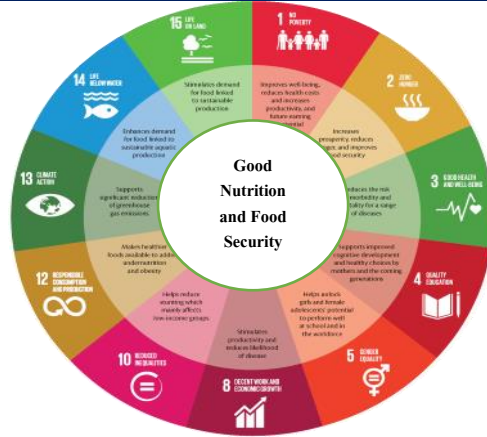 Good
Nutrition
and Food
Security
1 NO
POVERTY
Improves well-being,
reduces health costs
and increases
productivity, and
future earning
2 ZERO
HUNGER
Increases
prosperity, reduces
and improves
security
3 GOOD HEALTH
AND WELL-BEING
the risk
morbidity and
for a range
of diseases
4 QUALITY
EDUCATION
Supports improved
cognitive development
and healthy choices by
mothers and the coming
generations
5 GENDER
EQUALITY
Helps unlock
girls and female
adolescents' potential
to perform well
at school and in
the workforce
8 DECENT WORK AND
ECONOMIC GROWTH
Stimulates
productivity and
reduces likelihood
of disease
10 REDUCED
INEQUALITIES
Helps reduce
stunting which
mainly affects
low-income groups
12 RESPONSIBLE
CONSUMPTION
AND PRODUCTION
Makes healthier
foods available to
undernutrition
and obesity
13 CLIMATE
ACTION
Supports
significant reduction
of greenhouse
gas emissions
14 LIFE
BELOW WATER
Enhances demand
for food linked to
sustainable aquatic
production
15 LIFE
ON LAND
Stimulates demand
for food linked
to sustainable
production